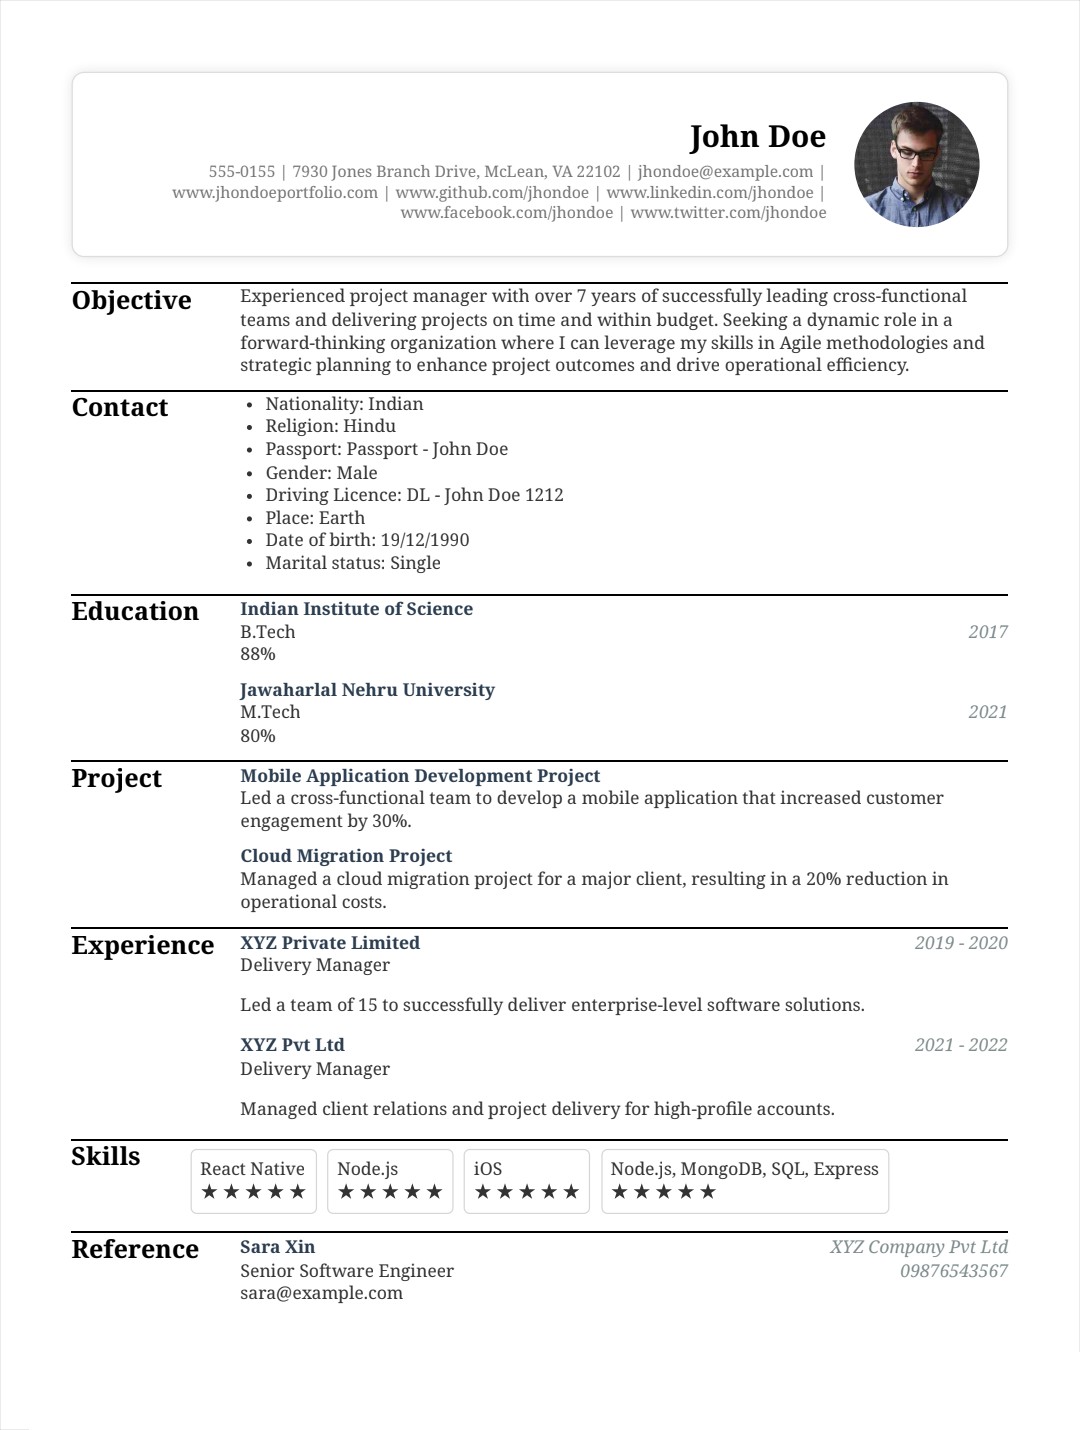 John Doe
555-0155 | 7930 Jones Branch Drive, McLean, VA 22102 | jhondoe@example.com |
www.jhondoeportfolio.com | www.github.com/jhondoe | www.linkedin.com/jhondoe |
www.facebook.com/jhondoe | www.twitter.com/jhondoe
Objective
Experienced project manager with over 7 years of successfully leading cross-functional
teams and delivering projects on time and within budget. Seeking a dynamic role in a
forward-thinking organization where I can leverage my skills in Agile methodologies and
strategic planning to enhance project outcomes and drive operational efficiency.
Contact
• Nationality: Indian
• Religion: Hindu
• Passport: Passport - John Doe
• Gender: Male
• Driving Licence: DL - John Doe 1212
• Place: Earth
• Date of birth: 19/12/1990
• Marital status: Single
Education
Indian Institute of Science
B.Tech 2017
88%
Jawaharlal Nehru University
M.Tech 2021
80%
Project
Mobile Application Development Project
Led a cross-functional team to develop a mobile application that increased customer
engagement by 30%.
Cloud Migration Project
Managed a cloud migration project for a major client, resulting in a 20% reduction in
operational costs.
Experience
XYZ Private Limited 2019 - 2020
Delivery Manager
Led a team of 15 to successfully deliver enterprise-level software solutions.
XYZ Pvt Ltd 2021 - 2022
Delivery Manager
Managed client relations and project delivery for high-profile accounts.
Skills
React Native
★★★★★
Node.js
★★★★★
iOS
★★★★★
Node.js, MongoDB, SQL, Express
★★★★★
Reference
Sara Xin XYZ Company Pvt Ltd
Senior Software Engineer 09876543567
sara@example.com